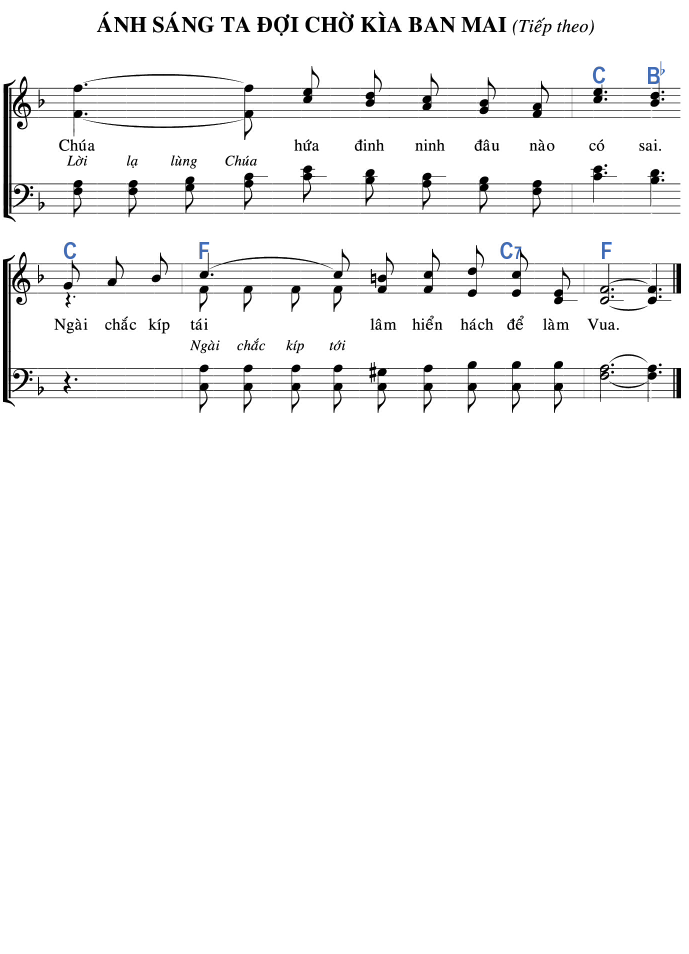 ÁNH SÁNG TA ĐỢI CHỜ KÌA BAN MAI (Tiếp theo)
C B♭
Chúa hứa đinh ninh đâu nào có sai.
Lời lạ lùng Chúa
C F C7 F
Ngài chắc kíp tái lâm hiển hách để làm Vua.
Ngài chắc kíp tới